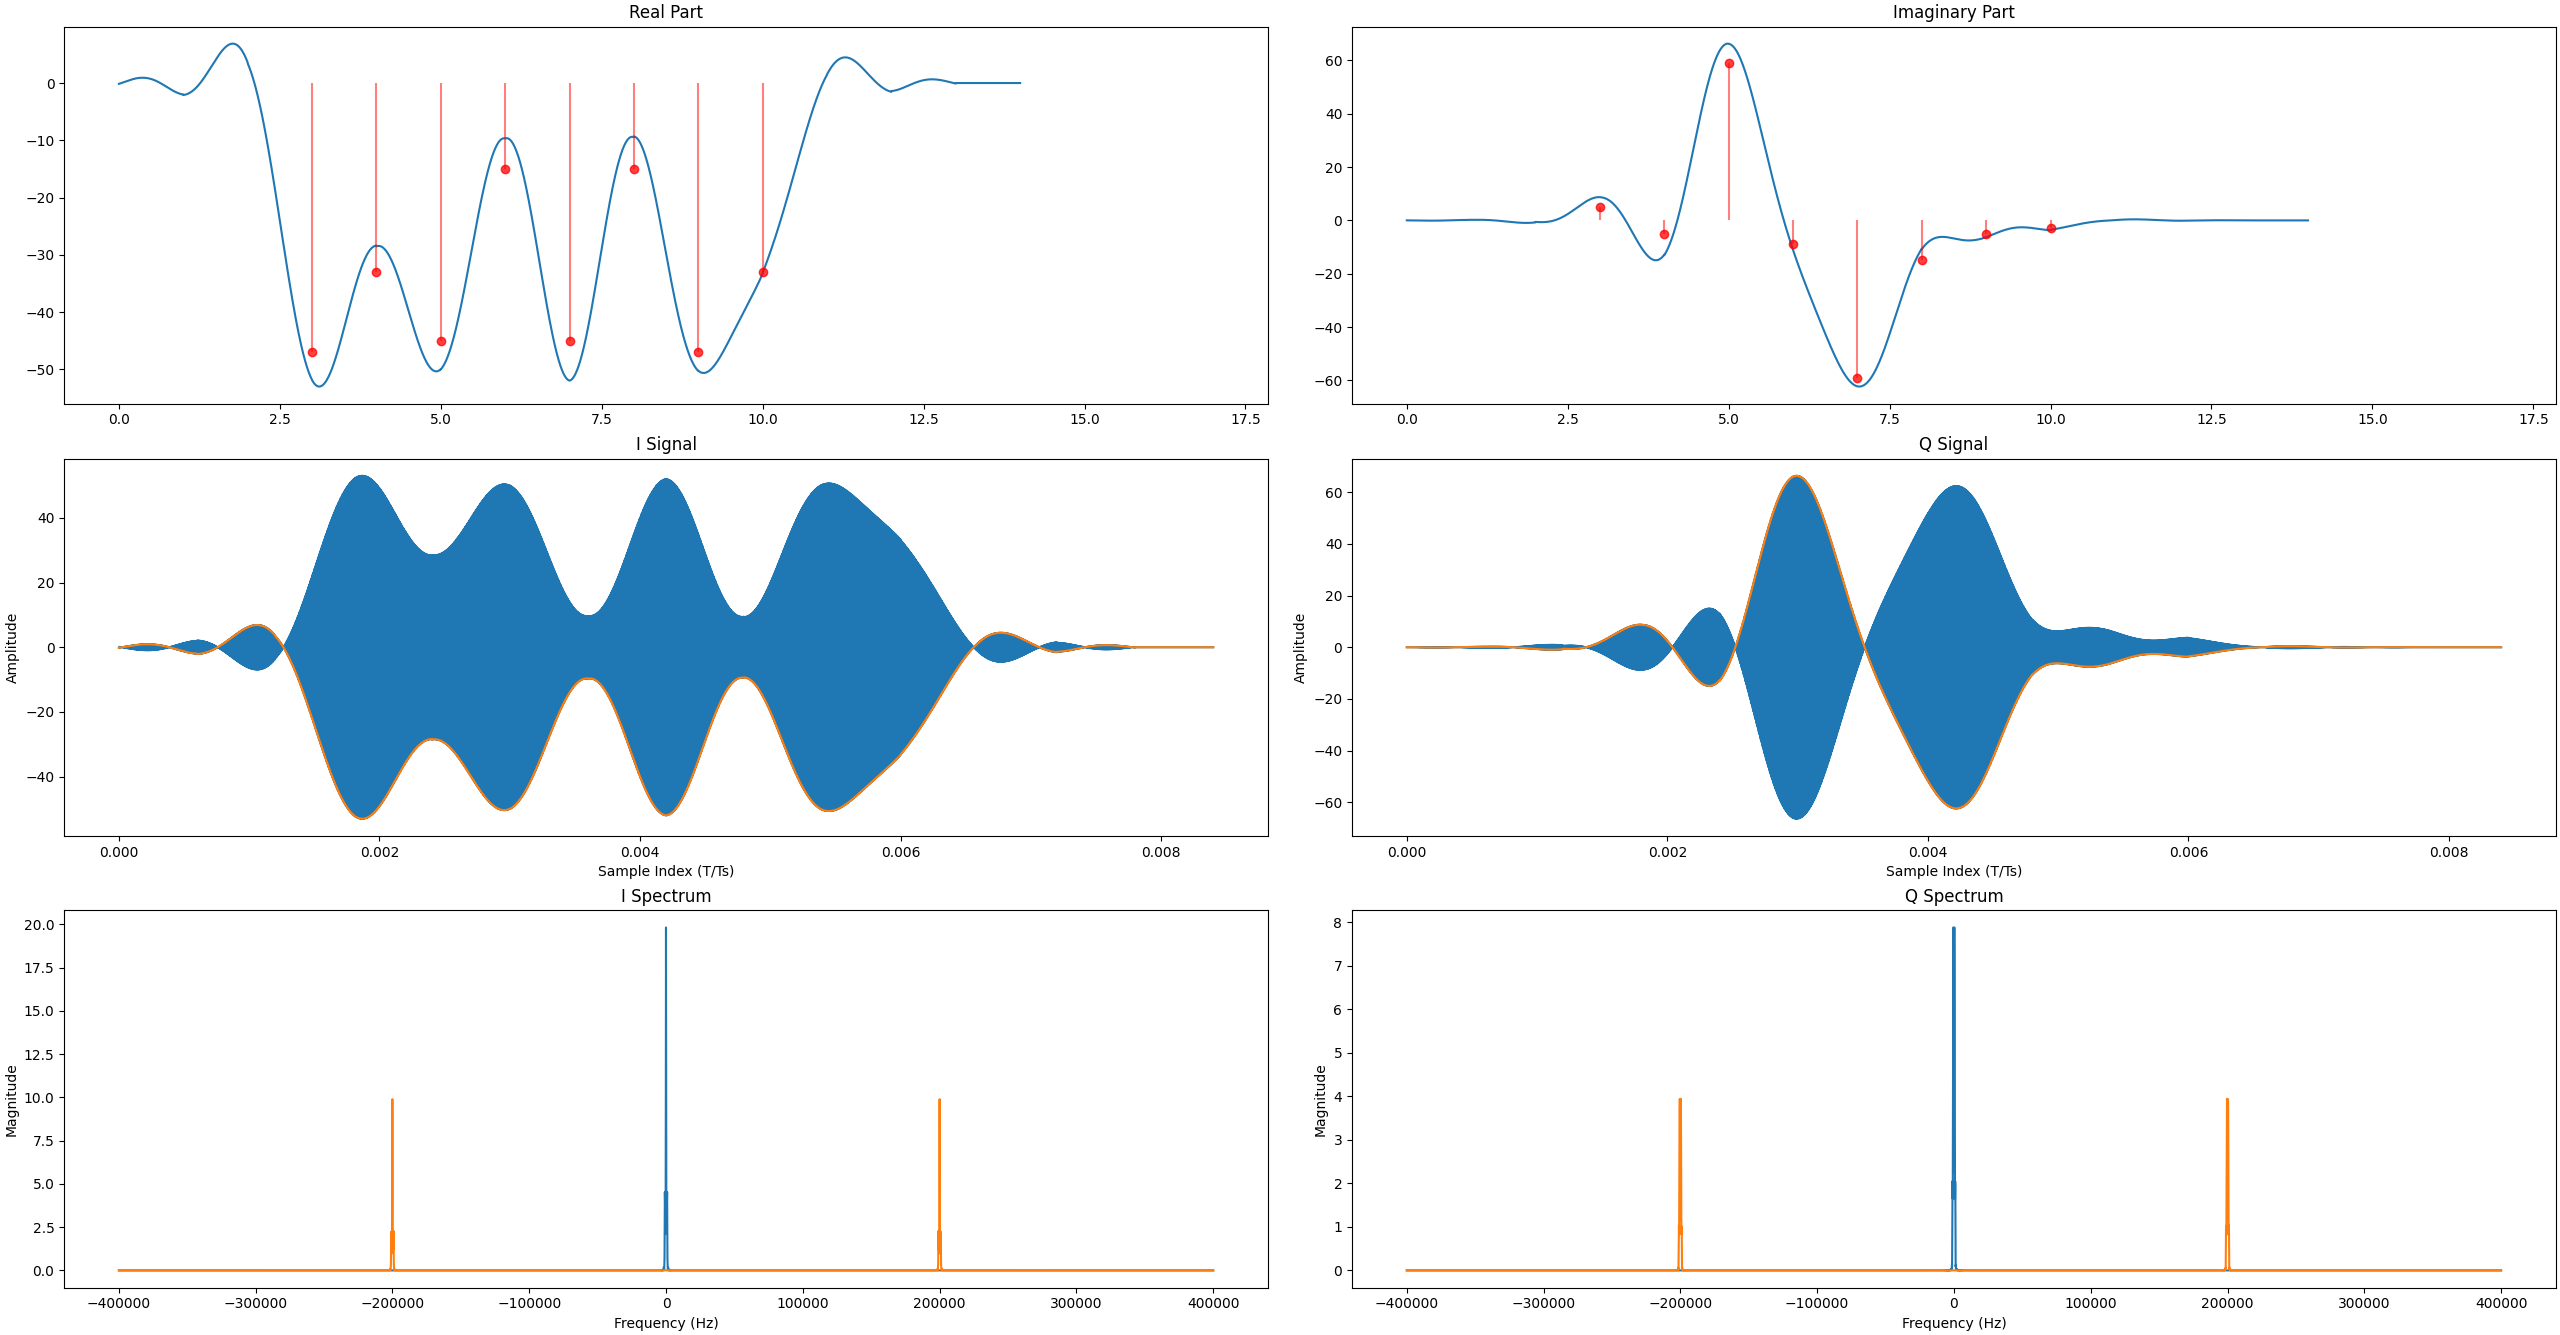 Real Part
0
−10
−20
−30
−40
−50
0.0 2.5 5.0 7.5 10.0 12.5 15.0 17.5
Imaginary Part
60
40
20
0
−20
−40
−60
0.0 2.5 5.0 7.5 10.0 12.5 15.0 17.5
I Signal
Amplitude
40
20
0
−20
−40
0.000 0.002 0.004 0.006 0.008
Sample Index (T/Ts)
Q Signal
Amplitude
60
40
20
0
−20
−40
−60
0.000 0.002 0.004 0.006 0.008
Sample Index (T/Ts)
I Spectrum
Magnitude
20.0
17.5
15.0
12.5
10.0
7.5
5.0
2.5
0.0
−400000 −300000 −200000 −100000 0 100000 200000 300000 400000
Frequency (Hz)
Q Spectrum
Magnitude
8
7
6
5
4
3
2
1
0
−400000 −300000 −200000 −100000 0 100000 200000 300000 400000
Frequency (Hz)